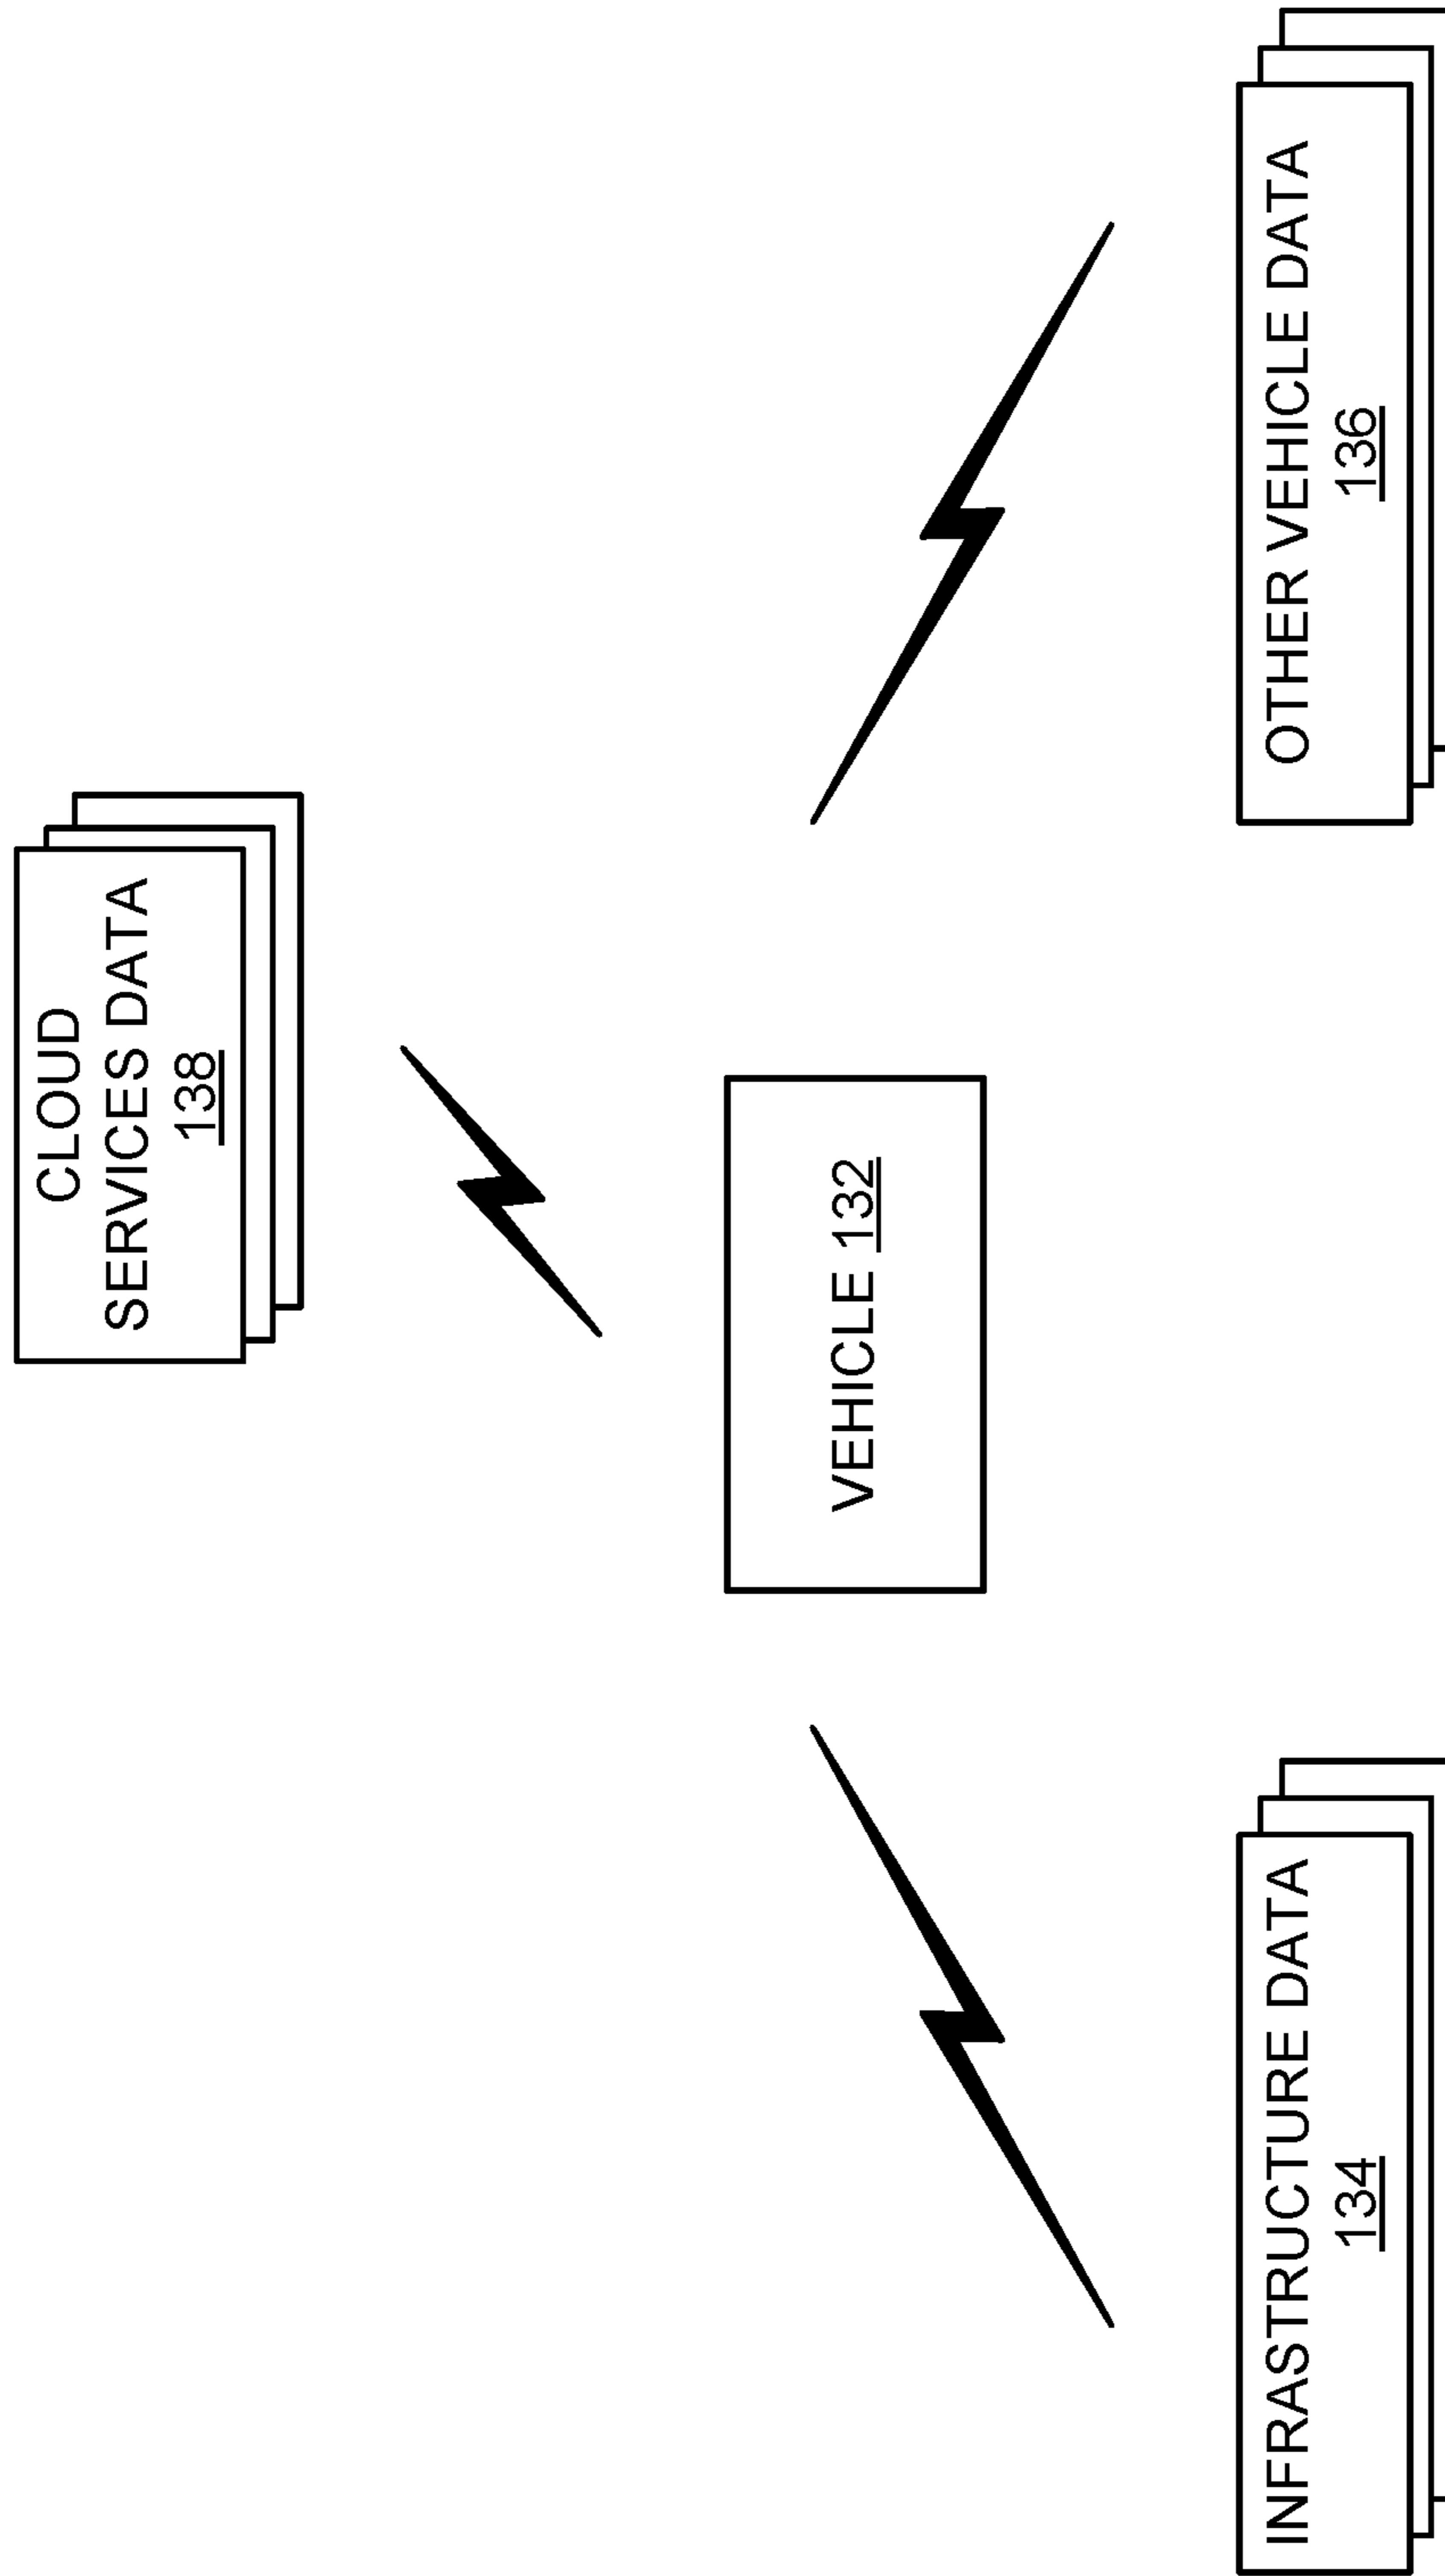 CLOUD
SERVICES DATA
138
VEHICLE 132
INFRASTRUCTURE DATA
134
OTHER VEHICLE DATA
136